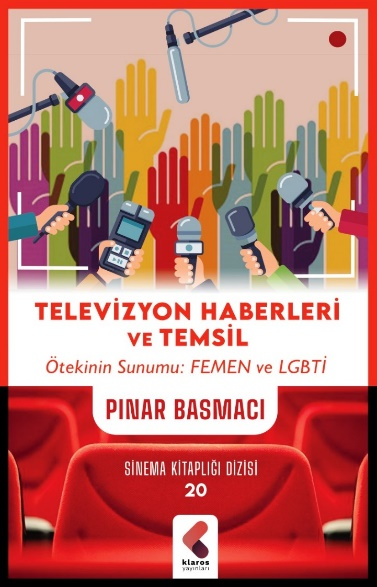 TELEVİZYON HABERLERİ
VE TEMSİL
Ötekinin Sunumu: FEMEN ve LGBTİ
PINAR BASMACI
SİNEMA KİTAPLIĞI DİZİSİ
20
klaros
yayınları